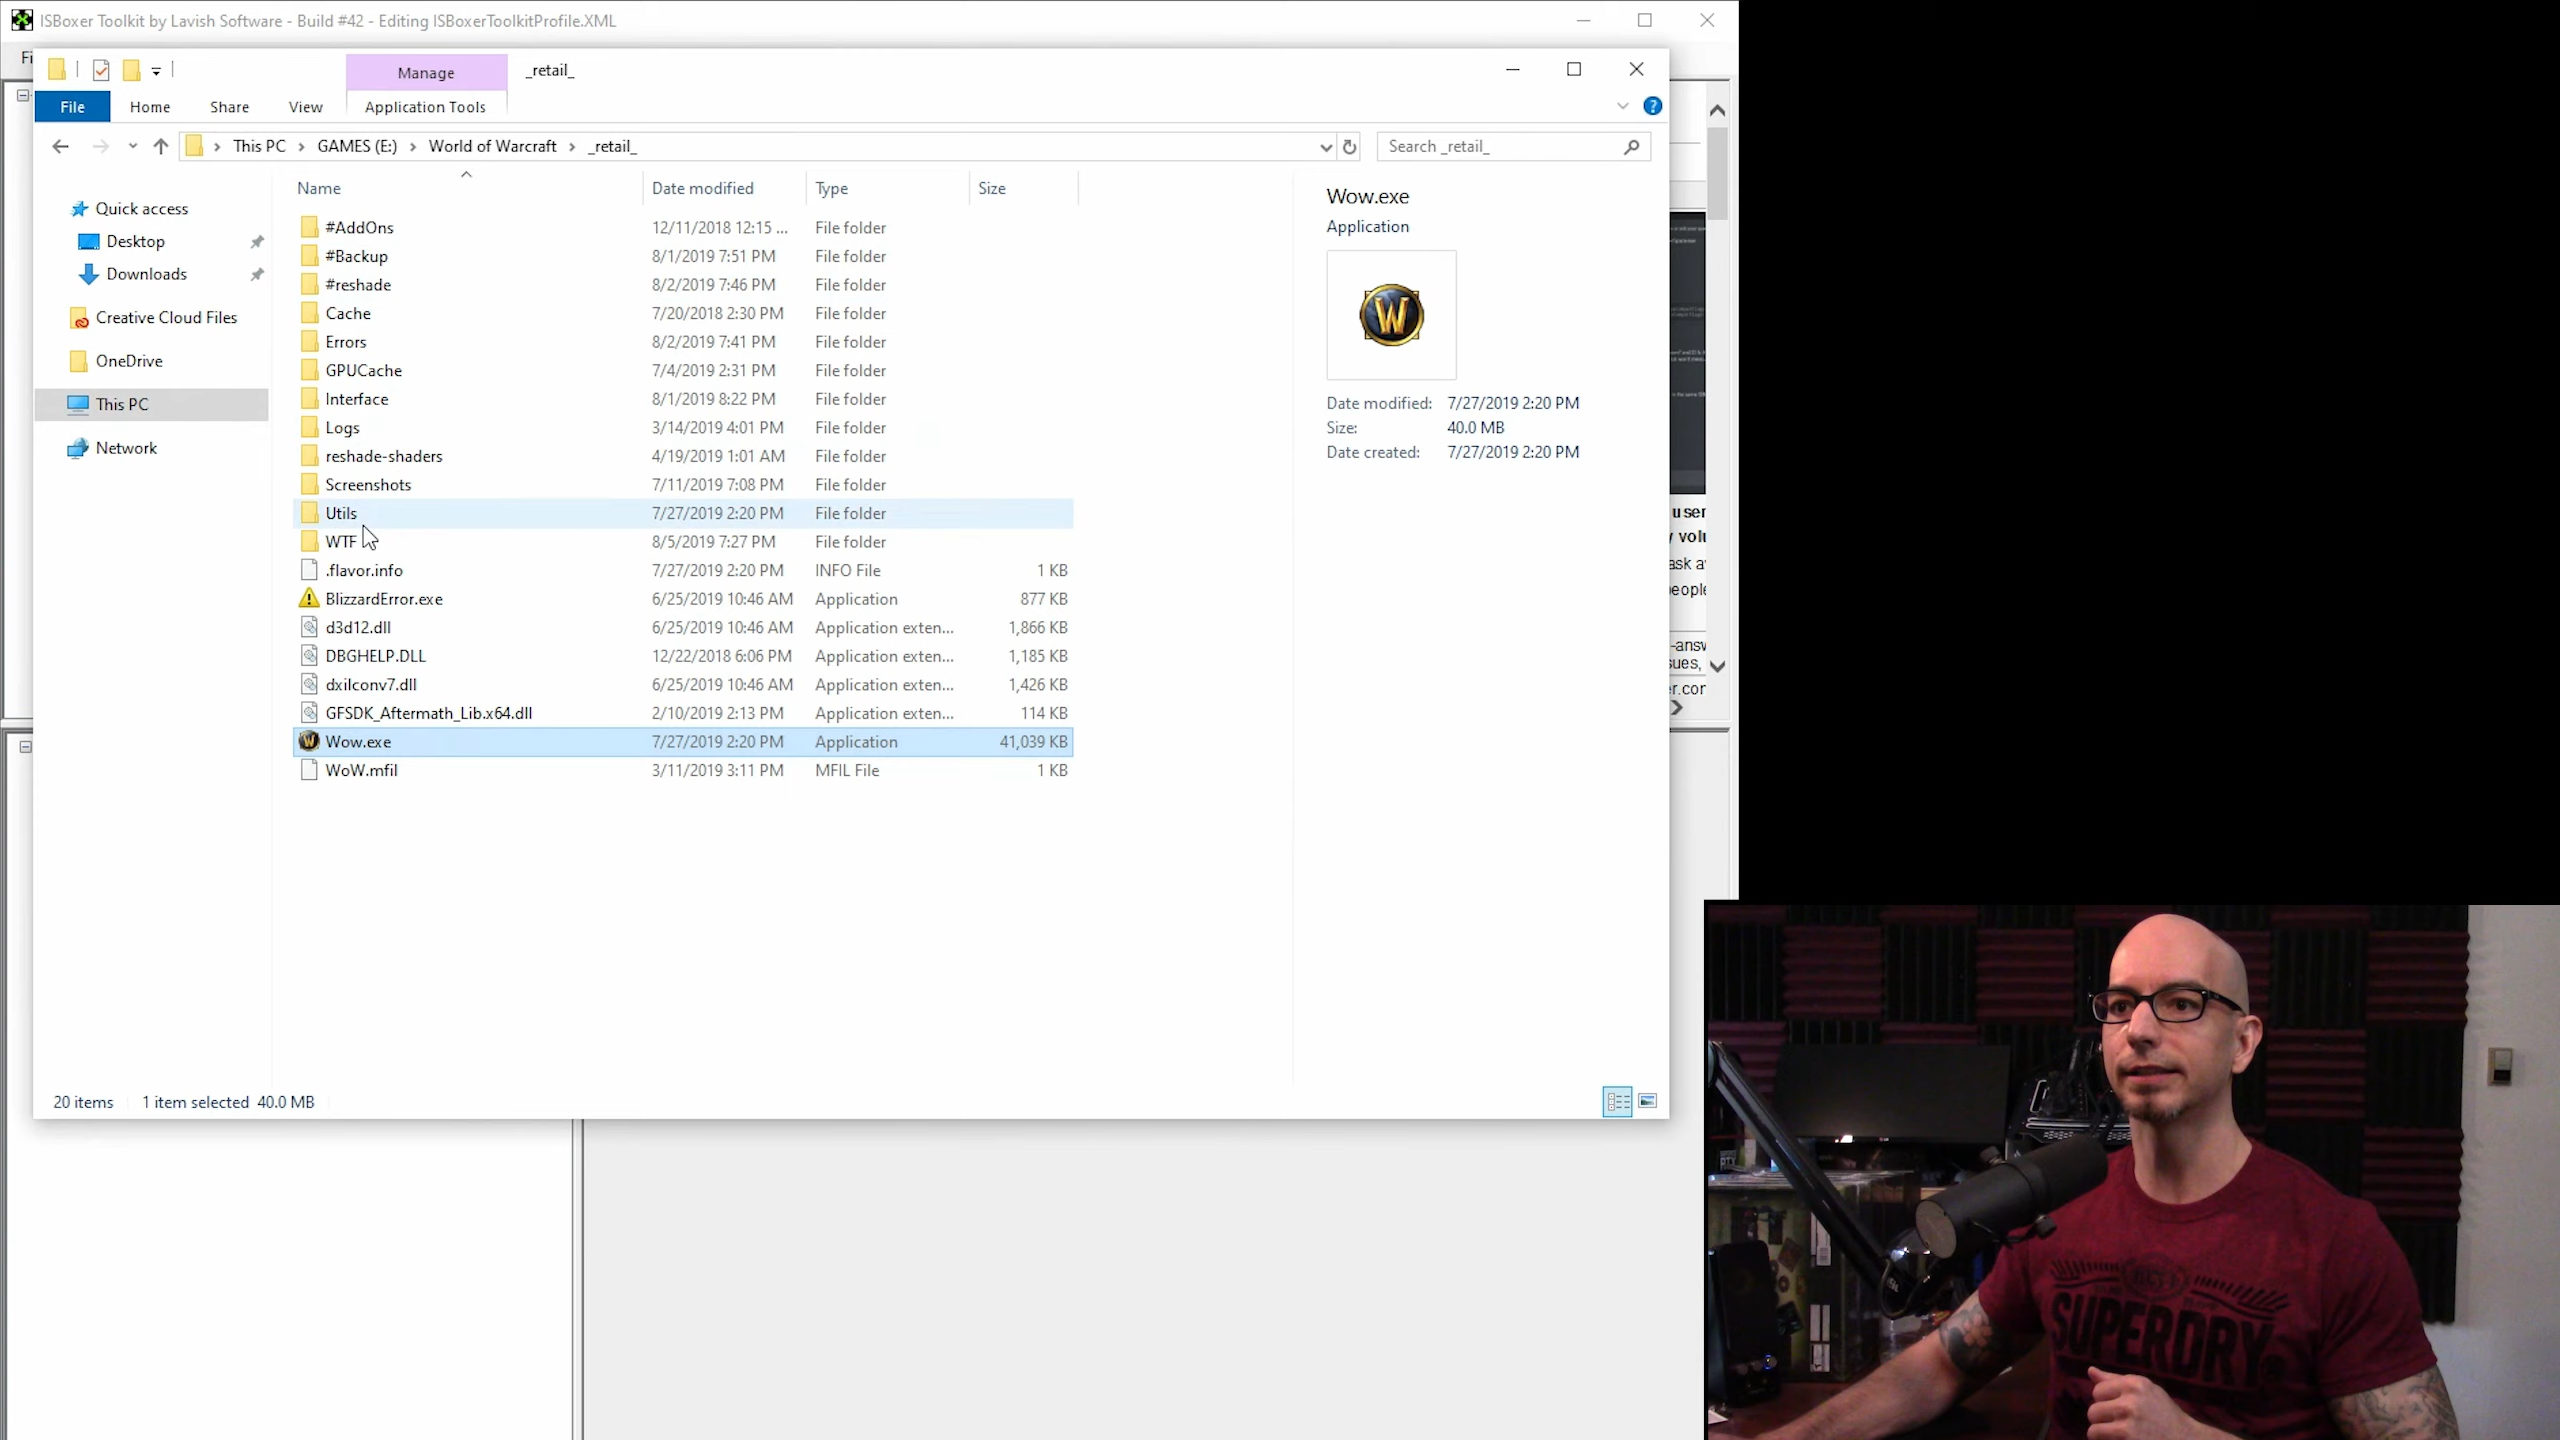 ISBoxer Toolkit by Lavish Software - Build #42 - Editing ISBoxerToolkitProfile.XML
Fi
Manage
_retail_
File
Home
Share
View
Application Tools
This PC
GAMES (E:)
World of Warcraft
_retail_
Search _retail_
Quick access
Desktop
Downloads
Creative Cloud Files
OneDrive
This PC
Network
Name Date modified Type Size
#AddOns 12/11/2018 12:15 ... File folder
#Backup 8/1/2019 7:51 PM File folder
#reshade 8/2/2019 7:46 PM File folder
Cache 7/20/2018 2:30 PM File folder
Errors 8/2/2019 7:41 PM File folder
GPUCache 7/4/2019 2:31 PM File folder
Interface 8/1/2019 8:22 PM File folder
Logs 3/14/2019 4:01 PM File folder
reshade-shaders 4/19/2019 1:01 AM File folder
Screenshots 7/11/2019 7:08 PM File folder
Utils 7/27/2019 2:20 PM File folder
WTF 8/5/2019 7:27 PM File folder
.flavor.info 7/27/2019 2:20 PM INFO File 1 KB
BlizzardError.exe 6/25/2019 10:46 AM Application 877 KB
d3d12.dll 6/25/2019 10:46 AM Application exten... 1,866 KB
DBGHELP.DLL 12/22/2018 6:06 PM Application exten... 1,185 KB
dxilconv7.dll 6/25/2019 10:46 AM Application exten... 1,426 KB
GFSDK_Aftermath_Lib.x64.dll 2/10/2019 2:13 PM Application exten... 114 KB
Wow.exe 7/27/2019 2:20 PM Application 41,039 KB
WoW.mfil 3/11/2019 3:11 PM MFIL File 1 KB
Wow.exe
Application
W
Date modified: 7/27/2019 2:20 PM
Size: 40.0 MB
Date created: 7/27/2019 2:20 PM
20 items 1 item selected 40.0 MB
SUPERDRY